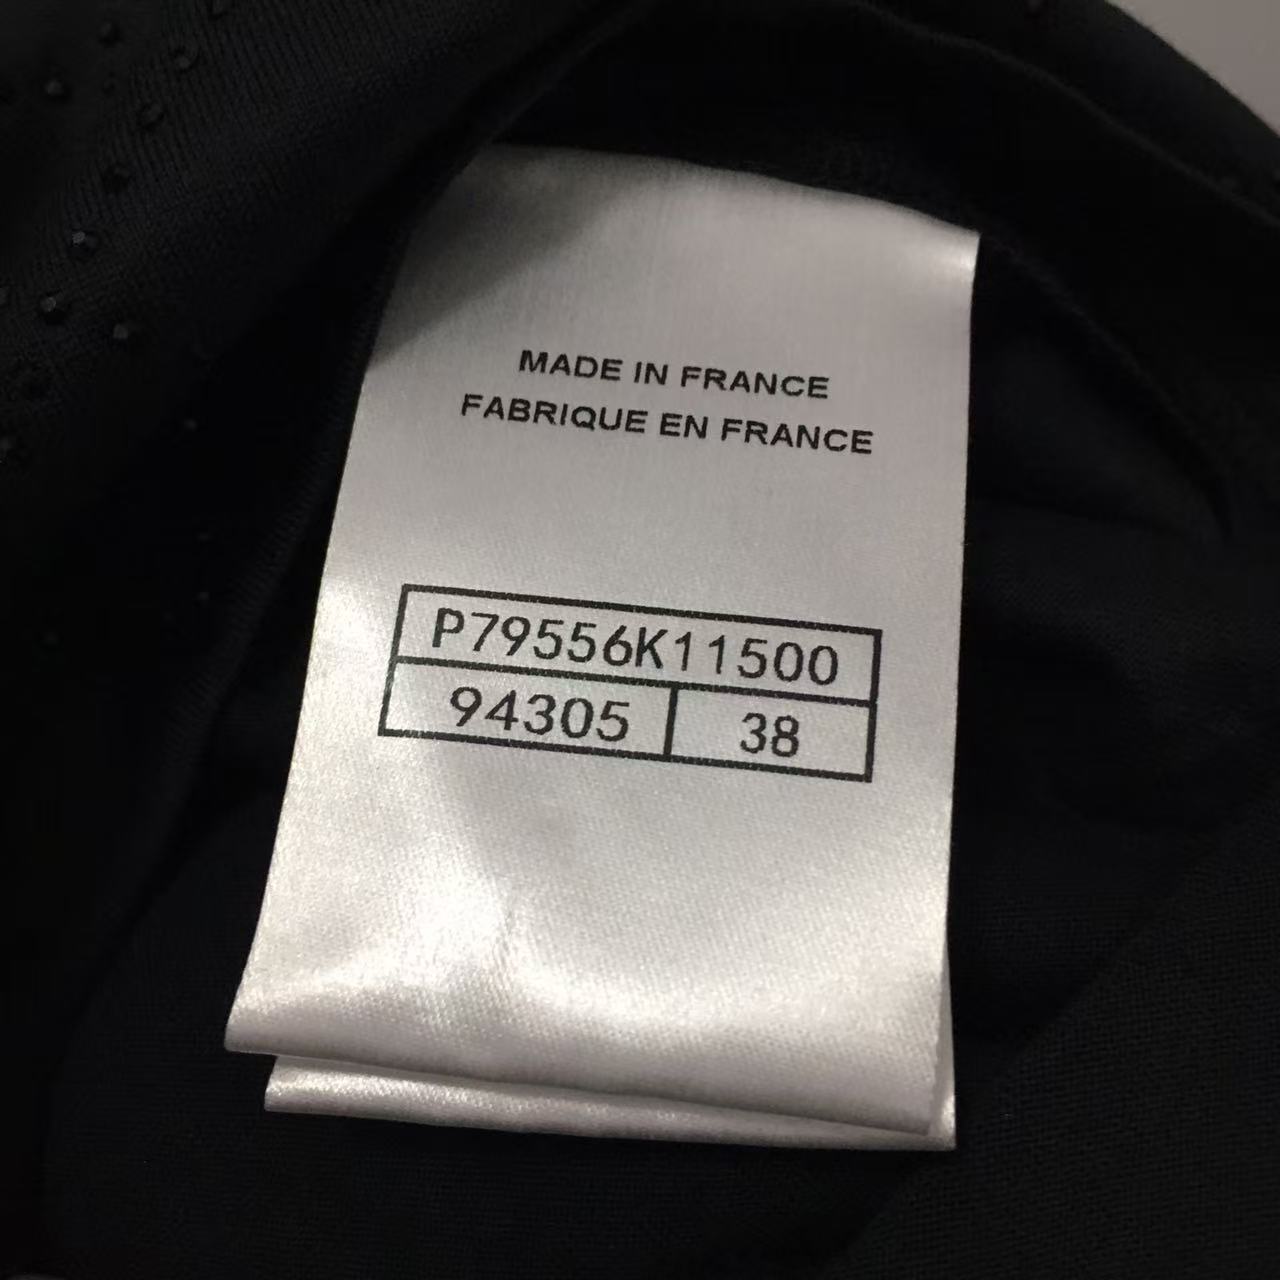 MADE IN FRANCE
FABRIQUE EN FRANCE
P79556K11500
94305 38